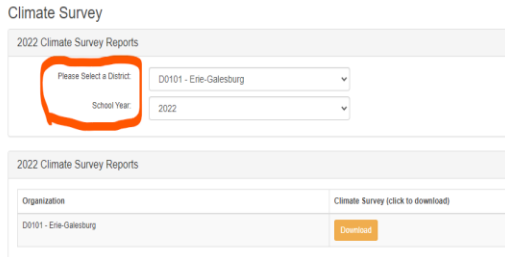 Climate Survey
2022 Climate Survey Reports
Please Select a District: D0101 - Erie-Galesburg
School Year: 2022
2022 Climate Survey Reports
Organization Climate Survey (click to download)
D0101 - Erie-Galesburg Download